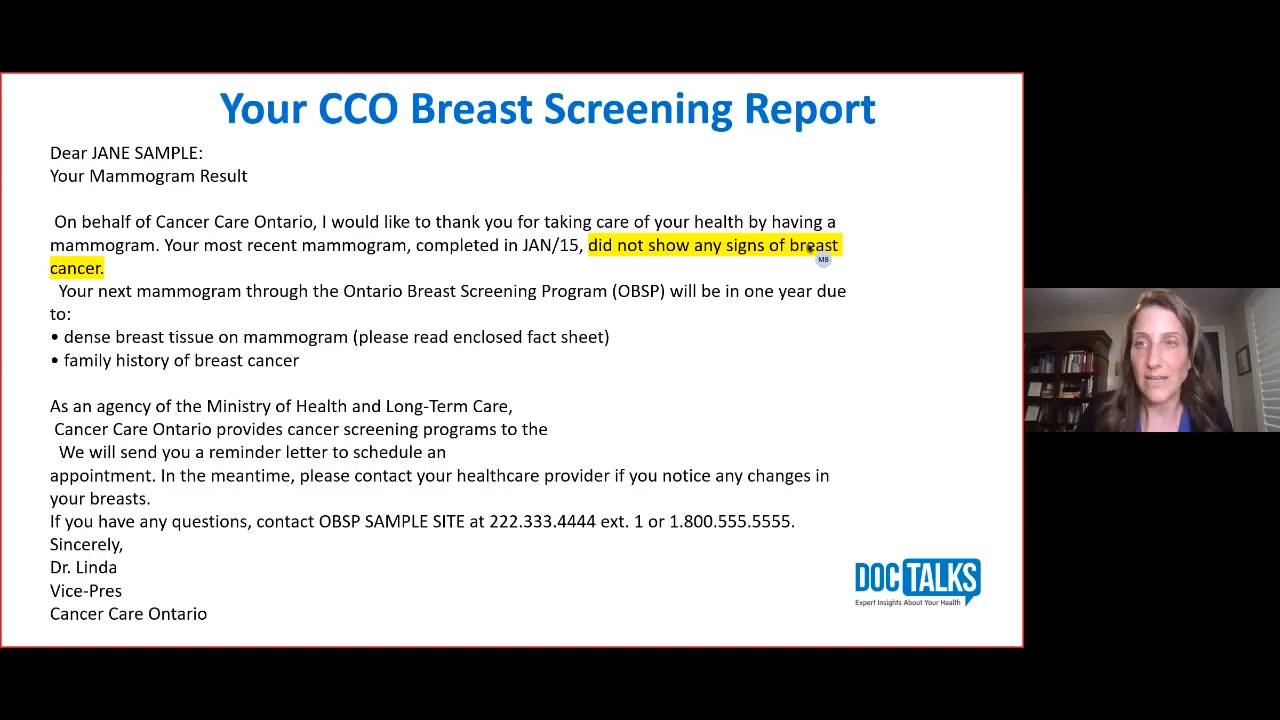 Your CCO Breast Screening Report
Dear JANE SAMPLE:
Your Mammogram Result
On behalf of Cancer Care Ontario, I would like to thank you for taking care of your health by having a
mammogram. Your most recent mammogram, completed in JAN/15, did not show any signs of breast
cancer.
MB
Your next mammogram through the Ontario Breast Screening Program (OBSP) will be in one year due
to:
• dense breast tissue on mammogram (please read enclosed fact sheet)
• family history of breast cancer
As an agency of the Ministry of Health and Long-Term Care,
Cancer Care Ontario provides cancer screening programs to the
We will send you a reminder letter to schedule an
appointment. In the meantime, please contact your healthcare provider if you notice any changes in
your breasts.
If you have any questions, contact OBSP SAMPLE SITE at 222.333.4444 ext. 1 or 1.800.555.5555.
Sincerely,
Dr. Linda
Vice-Pres
Cancer Care Ontario
DOCTALKS
Expert Insights About Your Health